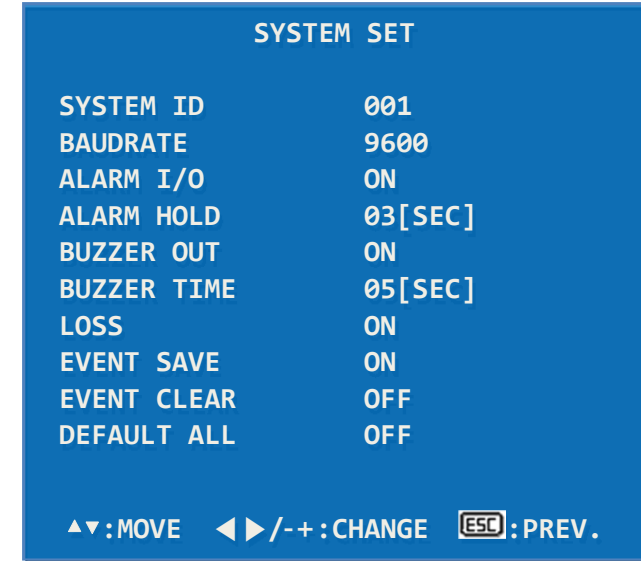 SYSTEM SET
SYSTEM ID 001
BAUDRATE 9600
ALARM I/O ON
ALARM HOLD 03[SEC]
BUZZER OUT ON
BUZZER TIME 05[SEC]
LOSS ON
EVENT SAVE ON
EVENT CLEAR OFF
DEFAULT ALL OFF
▲▼:MOVE ◀▶/-+:CHANGE ESC:PREV.